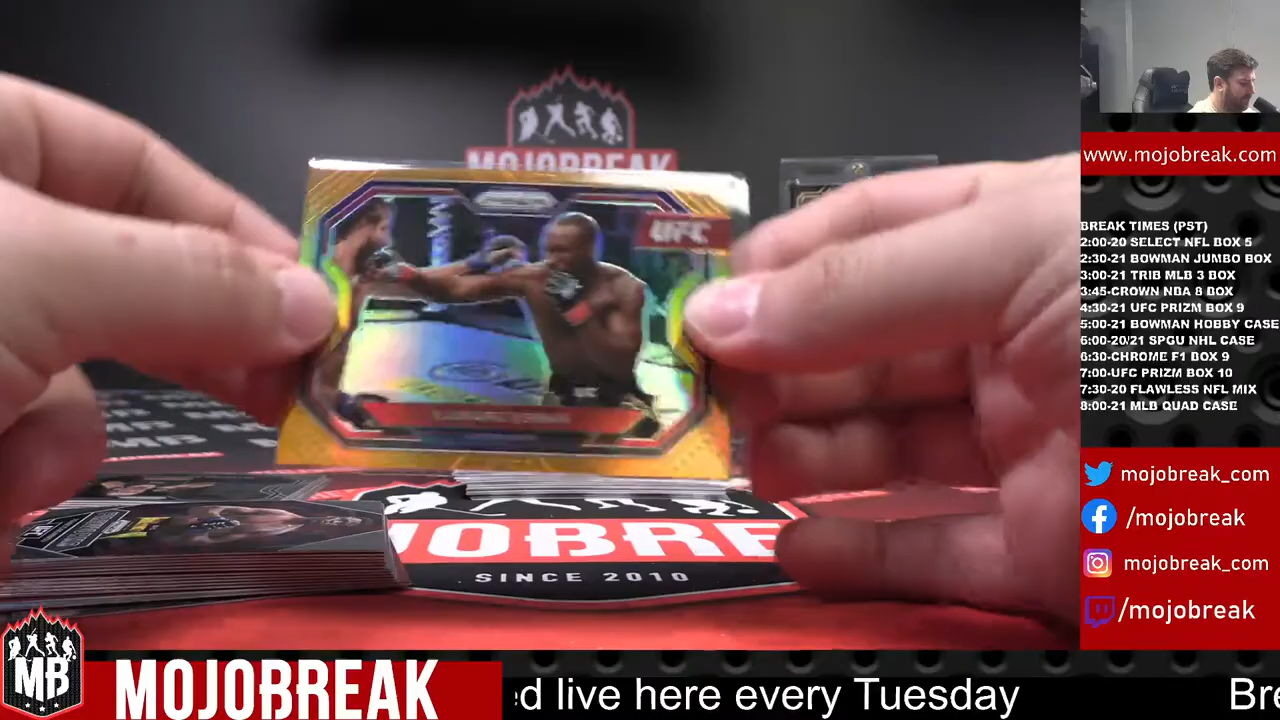 MOJOBREAK
UFC
www.mojobreak.com
BREAK TIMES (PST)
2:00-20 SELECT NFL BOX 5
2:30-21 BOWMAN JUMBO BOX
3:00-21 TRIB MLB 3 BOX
3:45-CROWN NBA 8 BOX
4:30-21 UFC PRIZM BOX 9
5:00-21 BOWMAN HOBBY CASE
6:00-20/21 SPGU NHL CASE
6:30-CHROME F1 BOX 9
7:00-UFC PRIZM BOX 10
7:30-20 FLAWLESS NFL MIX
8:00-21 MLB QUAD CASE
mojobreak_com
/mojobreak
mojobreak_com
/mojobreak
OJOBRE
SINCE 2010
MB
MOJOBREAK
d live here every Tuesday
Bre